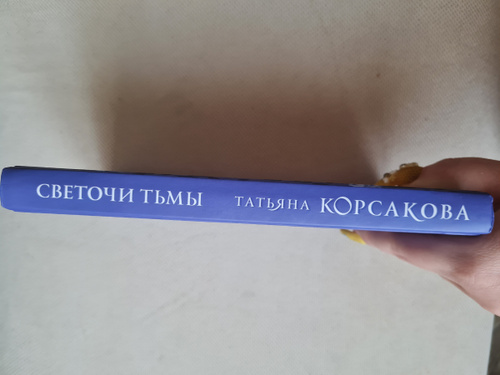 СВЕТОЧИ ТЬМЫ ТАТЬЯНА КОРСАКОВА